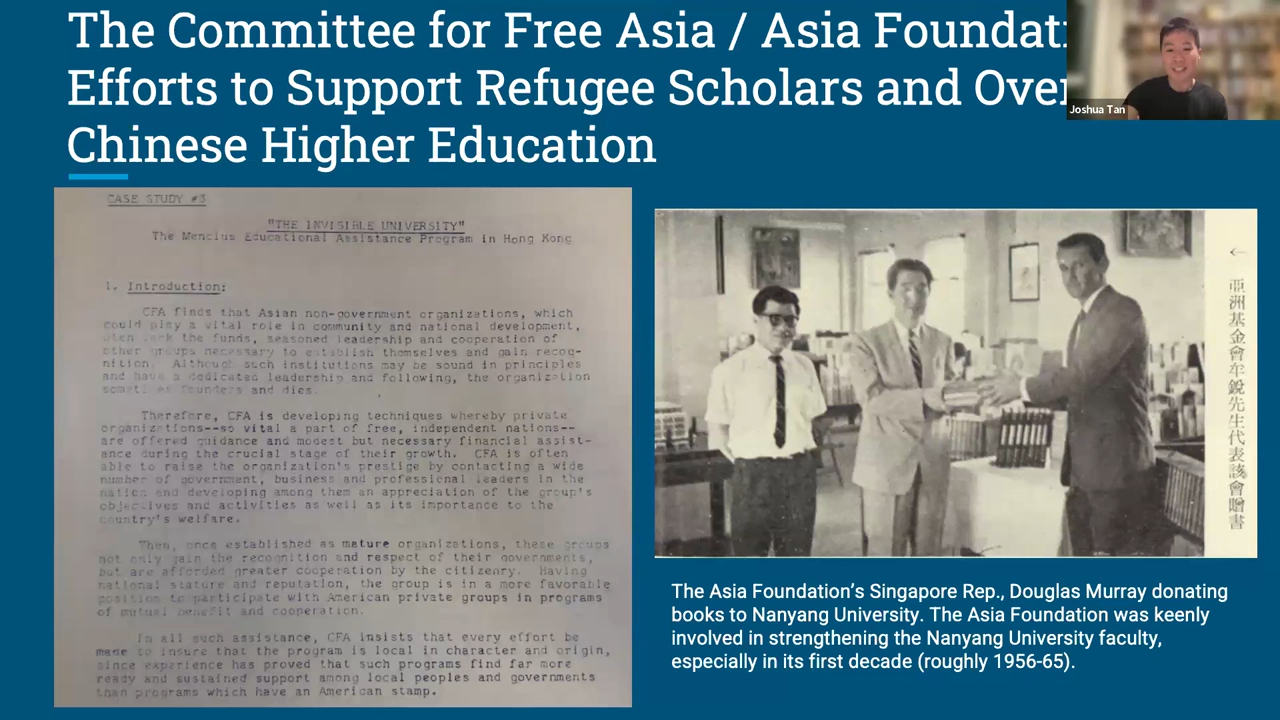 The Committee for Free Asia / Asia Foundati
Efforts to Support Refugee Scholars and Over
Chinese Higher Education
Joshua Tan
CASE STUDY #3
"THE INVISIBLE UNIVERSITY"
The Mencius Educational Assistance Program in Hong Kong
1. Introduction:
CFA finds that Asian non-government organizations, which
could play a vital role in community and national development,
often lack the funds, seasoned leadership and cooperation of
other groups necessary to establish themselves and gain recog-
nition. Although such institutions may be sound in principles
and have a dedicated leadership and following, the organization
sometimes founders and dies.
Therefore, CFA is developing techniques whereby private
organizations--so vital a part of free, independent nations--
are offered guidance and modest but necessary financial assist-
ance during the crucial stage of their growth. CFA is often
able to raise the organization's prestige by contacting a wide
number of government, business and professional leaders in the
nation and developing among them an appreciation of the group's
objectives and activities as well as its importance to the
country's welfare.
Then, once established as mature organizations, these groups
not only gain the recognition and respect of their governments,
but are afforded greater cooperation by the citizenry. Having
national stature and reputation, the group is in a more favorable
position to participate with American private groups in programs
of mutual benefit and cooperation.
In all such assistance, CFA insists that every effort be
made to insure that the program is local in character and origin,
since experience has proved that such programs find far more
ready and sustained support among local peoples and governments
than programs which have an American stamp.
← 亞洲基金會牟銳先生代表該會贈書
The Asia Foundation's Singapore Rep., Douglas Murray donating
books to Nanyang University. The Asia Foundation was keenly
involved in strengthening the Nanyang University faculty,
especially in its first decade (roughly 1956-65).